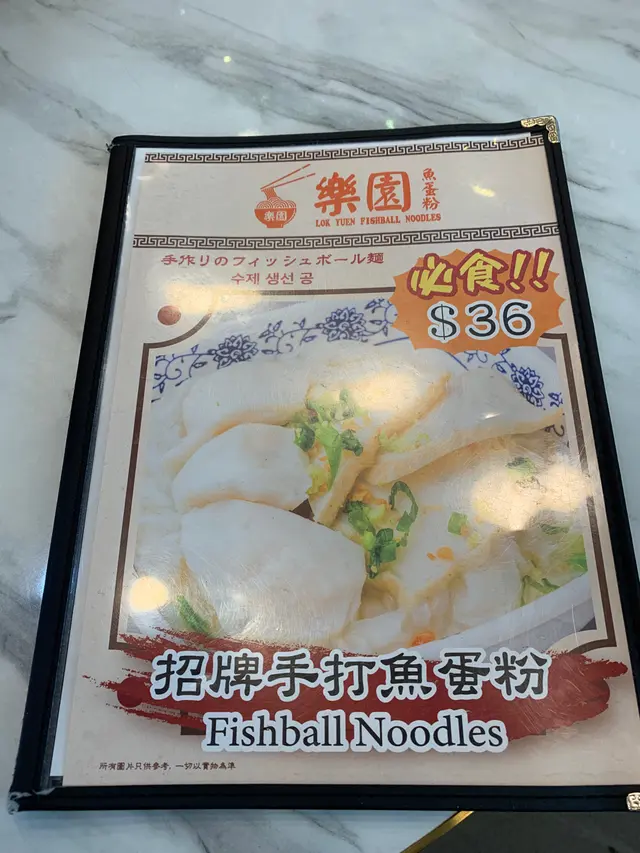 樂園
樂園
魚蛋粉
LOK YUEN FISHBALL NOODLES
手作りのフィッシュボール麵
수제 생선 공
必食!!
$36
招牌手打魚蛋粉
Fishball Noodles
所有圖片只供參考，一切以實物為準